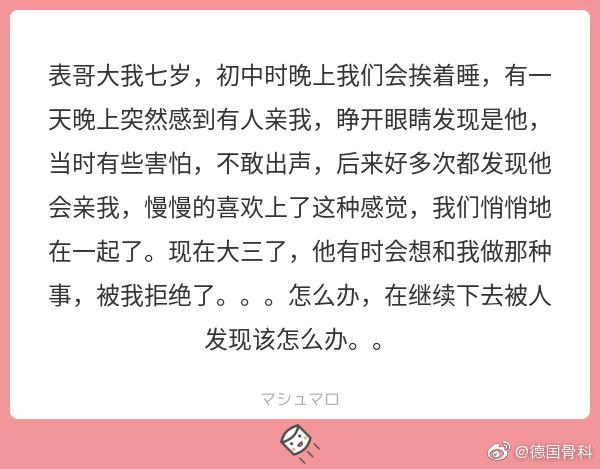 表哥大我七岁，初中时晚上我们会挨着睡，有一
天晚上突然感到有人亲我，睁开眼睛发现是他，
当时有些害怕，不敢出声，后来好多次都发现他
会亲我，慢慢的喜欢上了这种感觉，我们悄悄地
在一起了。现在大三了，他有时会想和我做那种
事，被我拒绝了。。。怎么办，在继续下去被人
发现该怎么办。。
マシュマロ
@德国骨科